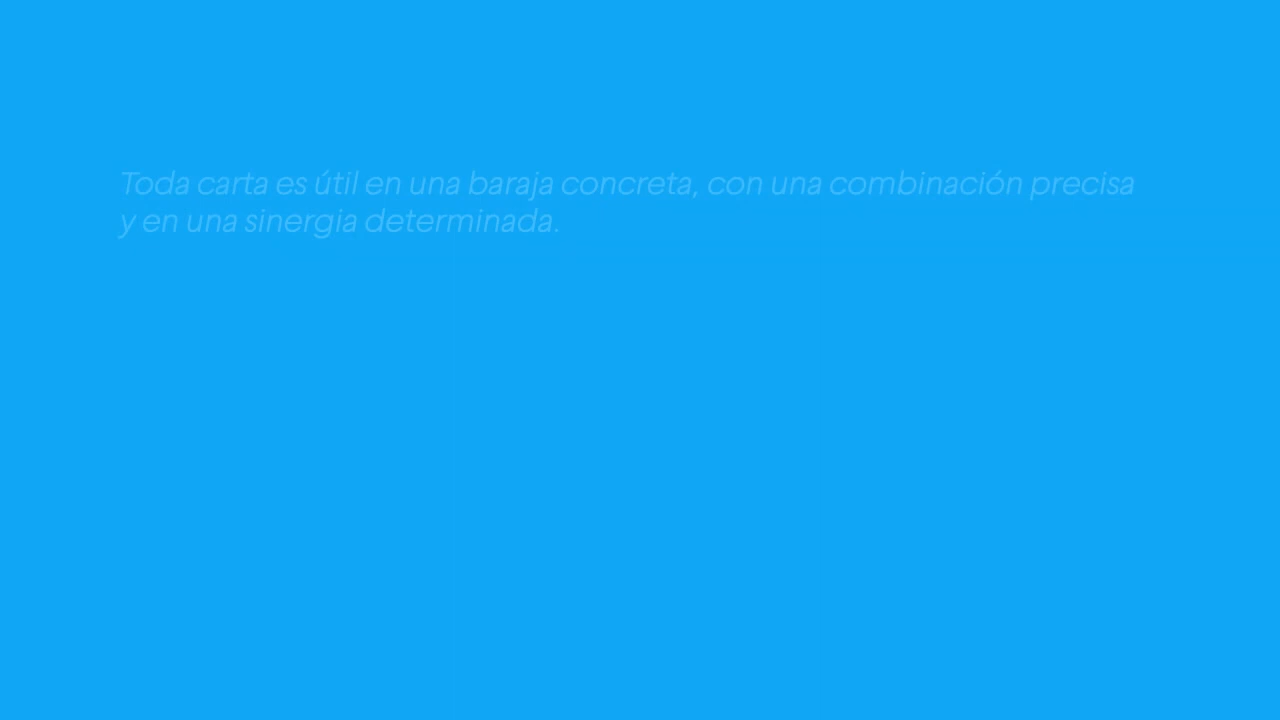 Toda carta es útil en una baraja concreta, con una combinación precisa
y en una sinergia determinada.